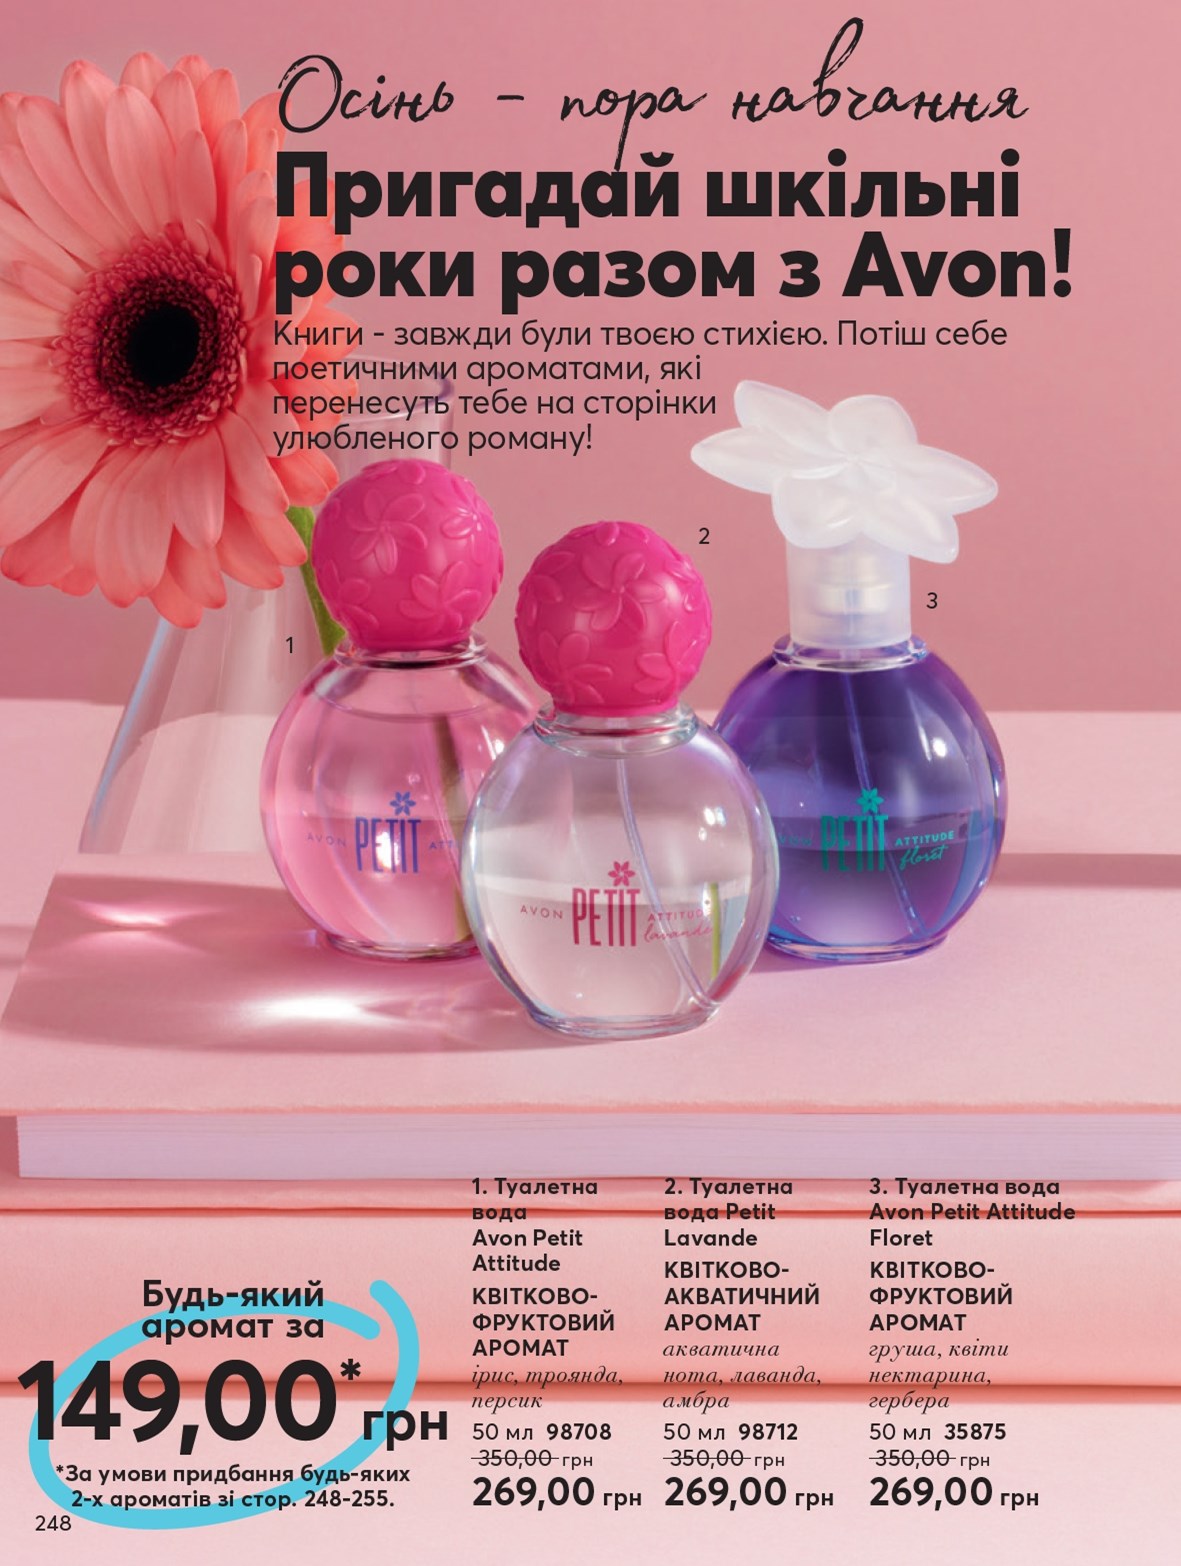 Осінь - пора навчання
Пригадай шкільні
роки разом з Avon!
Книги - завжди були твоєю стихією. Потіш себе
поетичними ароматами, які
перенесуть тебе на сторінки
улюбленого роману!
1
2
3
AVON PETIT ATT
AVON PETIT ATTITUDE
lavande
AVON PETIT ATTITUDE
floret
1. Туалетна
вода
Avon Petit
Attitude
КВІТКОВО-
ФРУКТОВИЙ
АРОМАТ
ірис, троянда,
персик
50 мл 98708
350,00 грн
269,00 грн
2. Туалетна
вода Petit
Lavande
КВІТКОВО-
АКВАТИЧНИЙ
АРОМАТ
акватична
нота, лаванда,
амбра
50 мл 98712
350,00 грн
269,00 грн
3. Туалетна вода
Avon Petit Attitude
Floret
КВІТКОВО-
ФРУКТОВИЙ
АРОМАТ
груша, квіти
нектарина,
гербера
50 мл 35875
350,00 грн
269,00 грн
Будь-який
аромат за
149,00* грн
*За умови придбання будь-яких
2-х ароматів зі стор. 248-255.
248